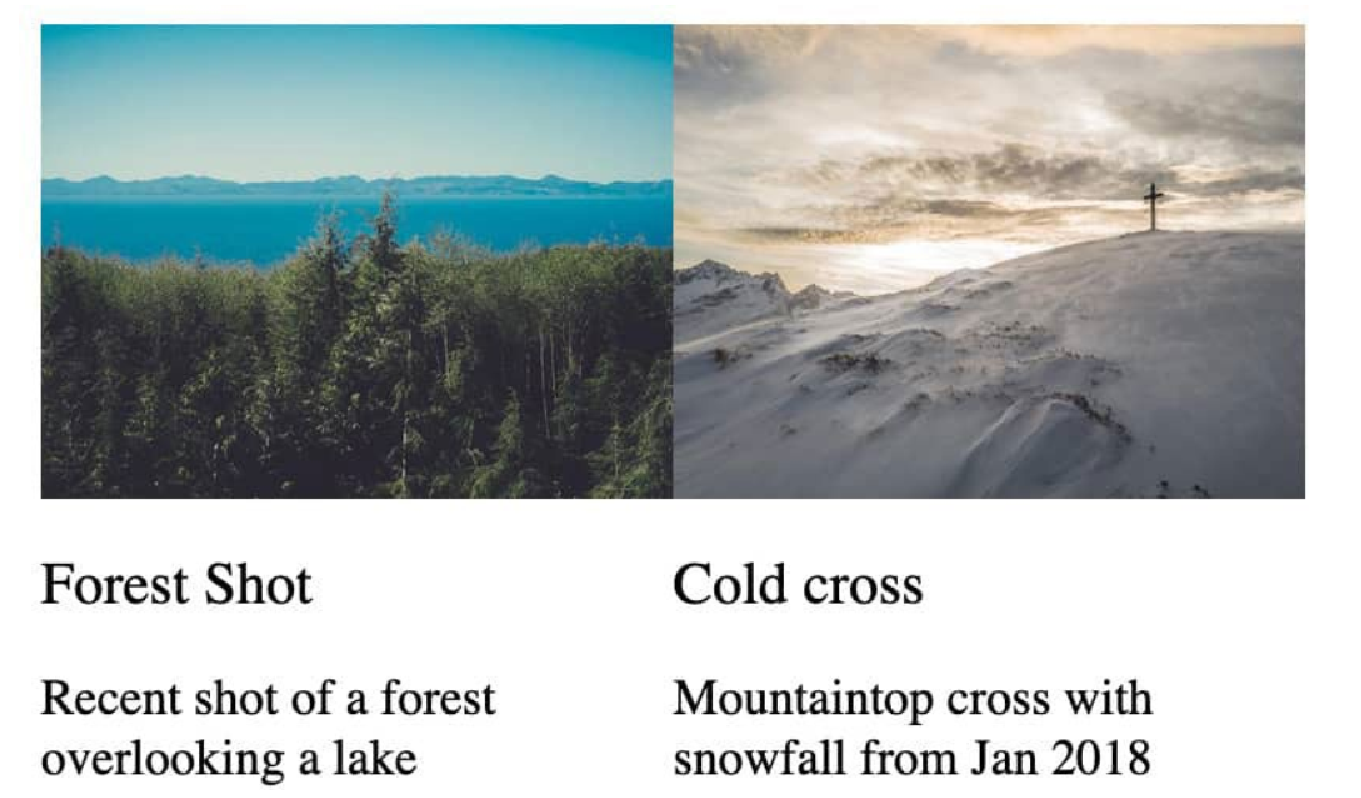 Forest Shot
Recent shot of a forest
overlooking a lake
Cold cross
Mountaintop cross with
snowfall from Jan 2018